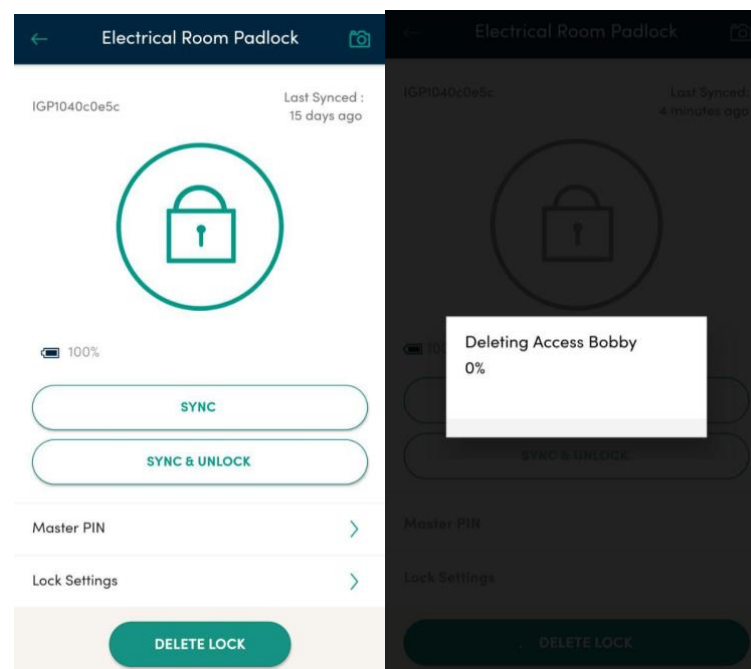 Electrical Room Padlock
IGP1040c0e5c
Last Synced :
15 days ago
100%
SYNC
SYNC & UNLOCK
Master PIN
Lock Settings
DELETE LOCK
Electrical Room Padlock
IGP1040c0e5c
Last Synced:
4 minutes ago
Deleting Access Bobby
0%
SYNC & UNLOCK
Master PIN
Lock Settings
DELETE LOCK